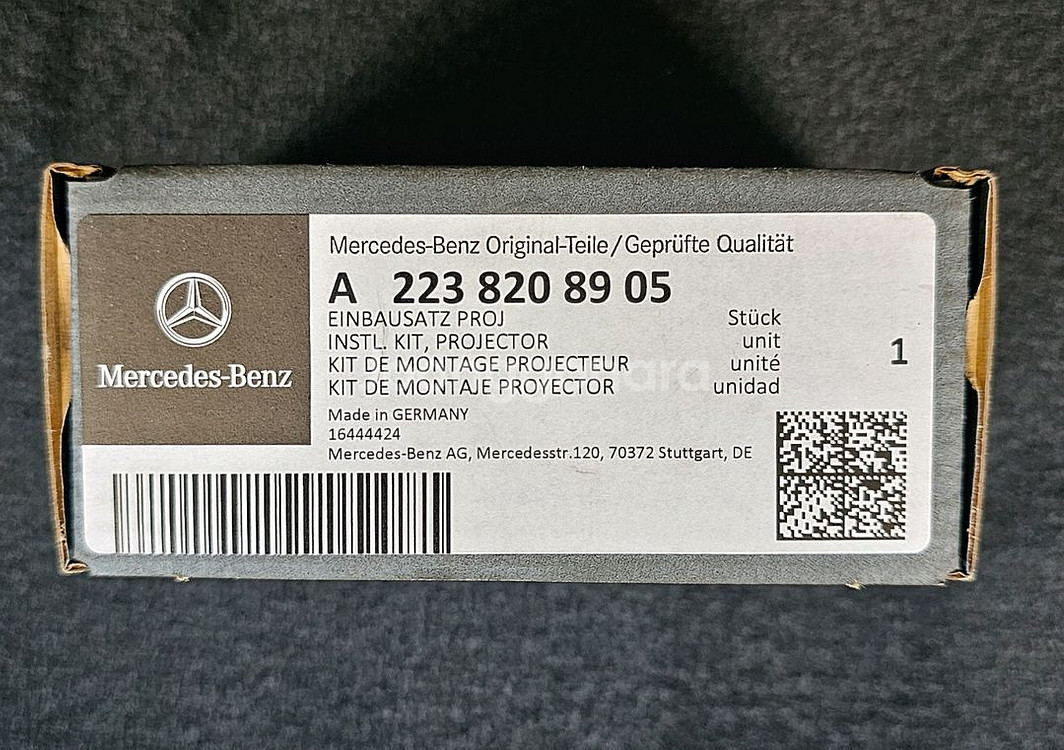 Mercedes-Benz
Mercedes-Benz Original-Teile/Geprüfte Qualität
A 223 820 89 05
EINBAUSATZ PROJ Stück
INSTL. KIT, PROJECTOR unit
KIT DE MONTAGE PROJECTEUR unité
KIT DE MONTAJE PROYECTOR unidad
1
Made in GERMANY
16444424
Mercedes-Benz AG, Mercedesstr.120, 70372 Stuttgart, DE